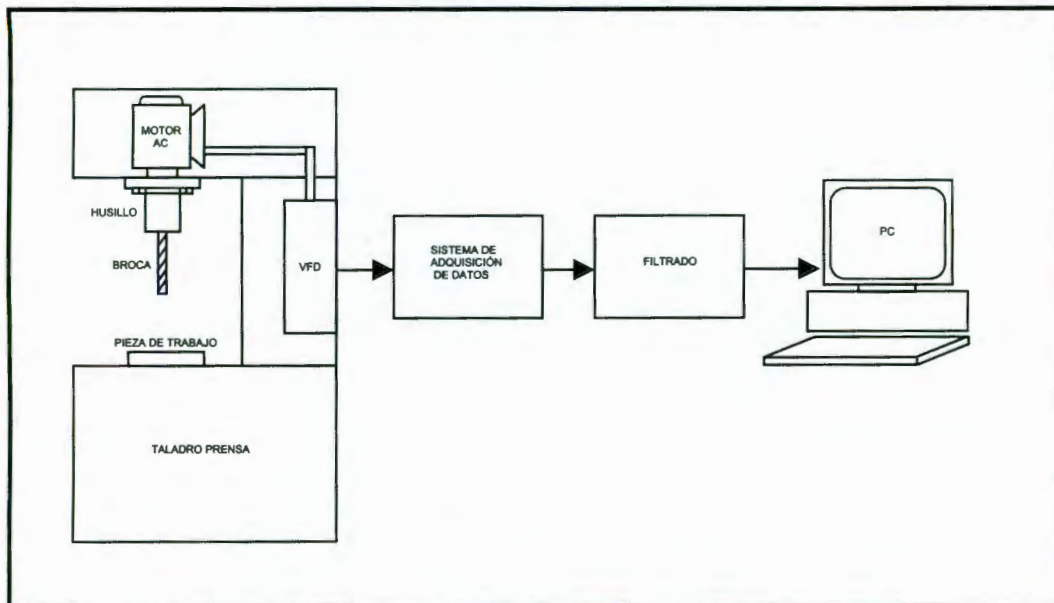 MOTOR
AC
HUSILLO
BROCA
VFD
SISTEMA DE
ADQUISICIÓN
DE DATOS
FILTRADO
PC
PIEZA DE TRABAJO
TALADRO PRENSA